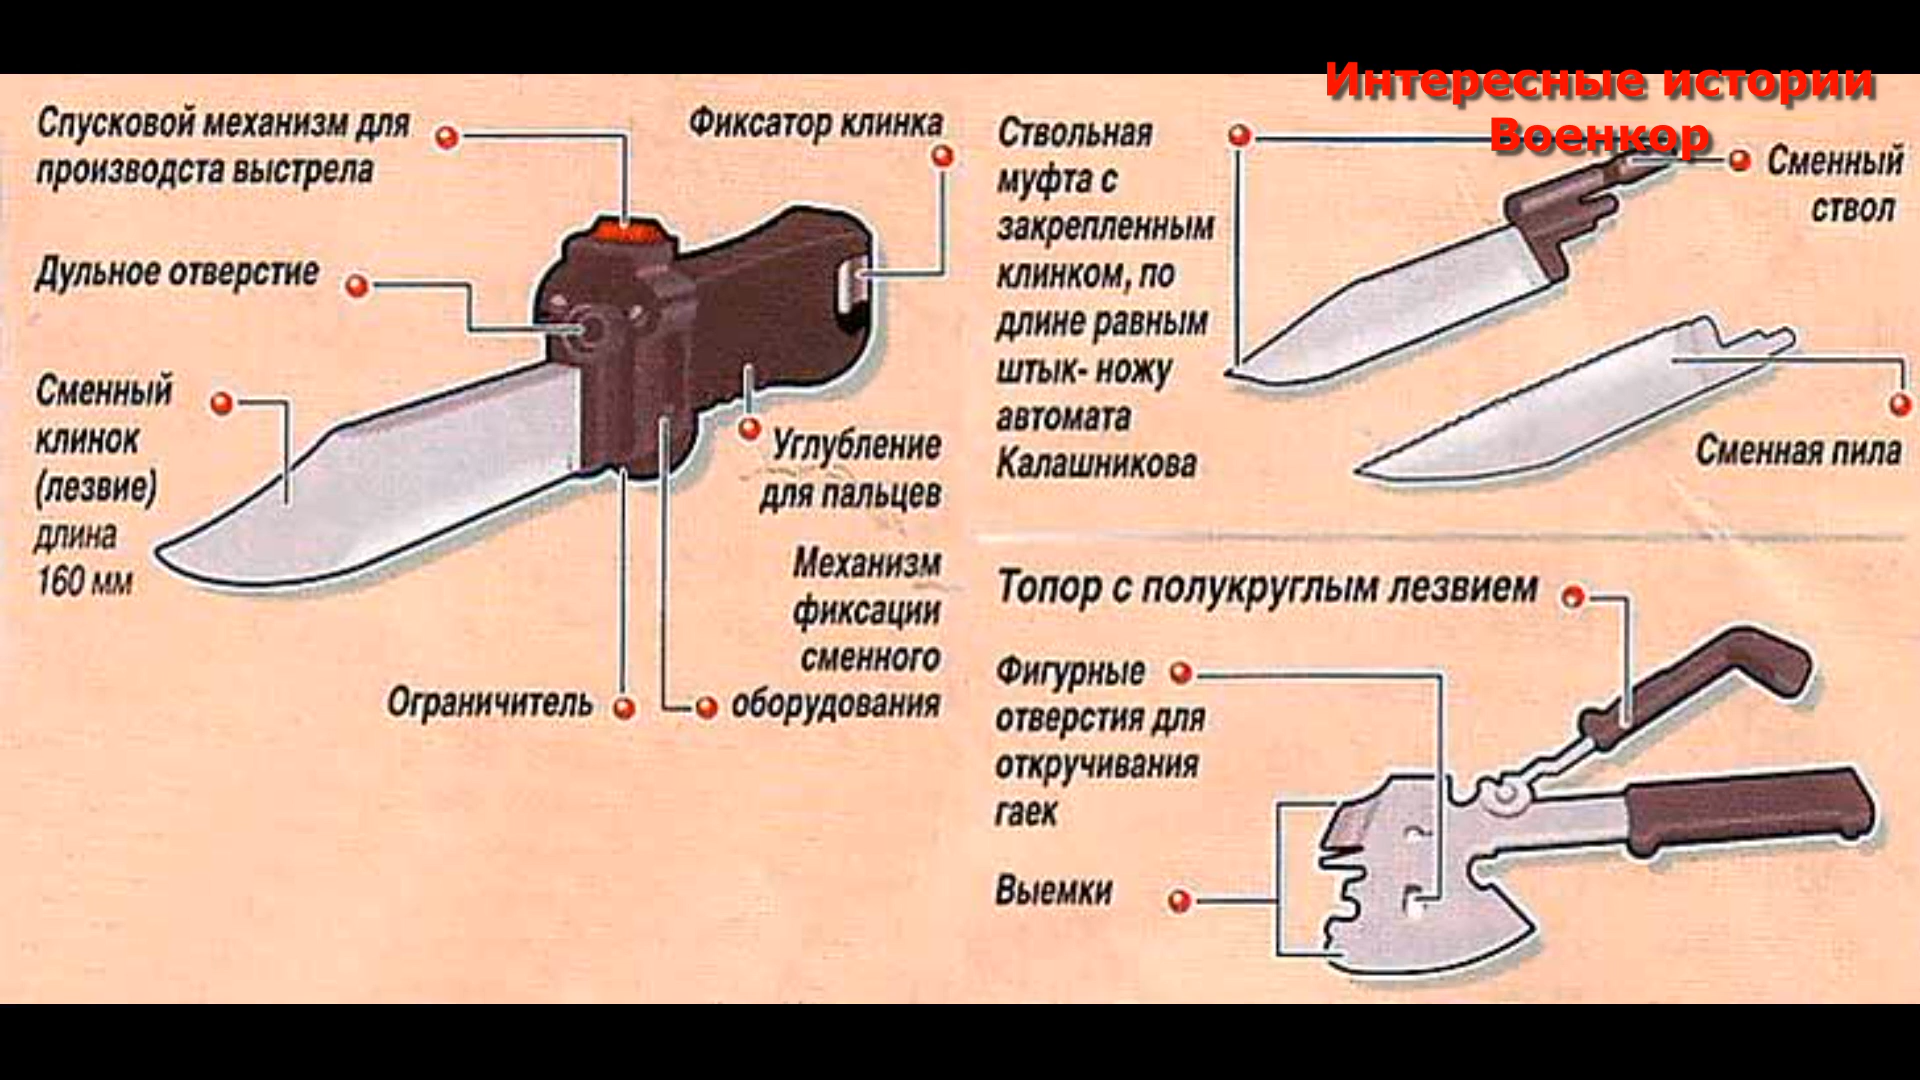 Интересные истории
Военкор
Спусковой механизм для
производста выстрела
Фиксатор клинка
Дульное отверстие
Сменный
клинок
(лезвие)
длина
160 мм
Углубление
для пальцев
Механизм
фиксации
сменного
оборудования
Ограничитель
Ствольная
муфта с
закрепленным
клинком, по
длине равным
штык- ножу
автомата
Калашникова
Сменный
ствол
Сменная пила
Топор с полукруглым лезвием
Фигурные
отверстия для
откручивания
гаек
Выемки